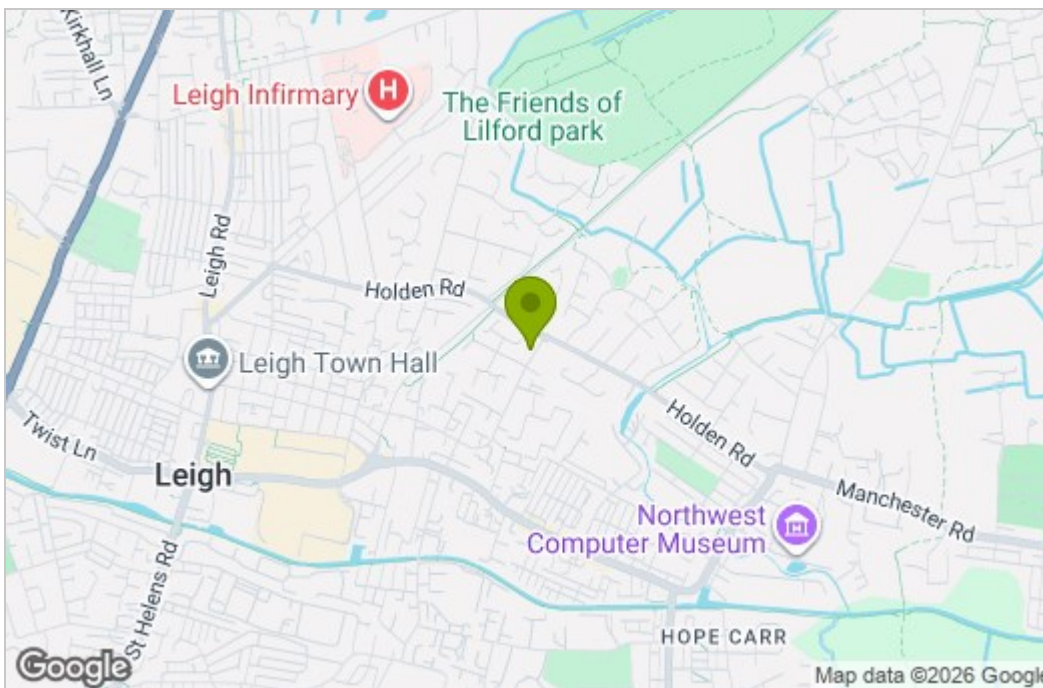 Kirkhall Ln
Leigh Infirmary
H
The Friends of
Lilford park
Leigh Rd
Holden Rd
Leigh Town Hall
Twist Ln
Leigh
Holden Rd
Manchester Rd
Northwest
Computer Museum
St Helens Rd
HOPE CARR
Google
Map data ©2026 Google